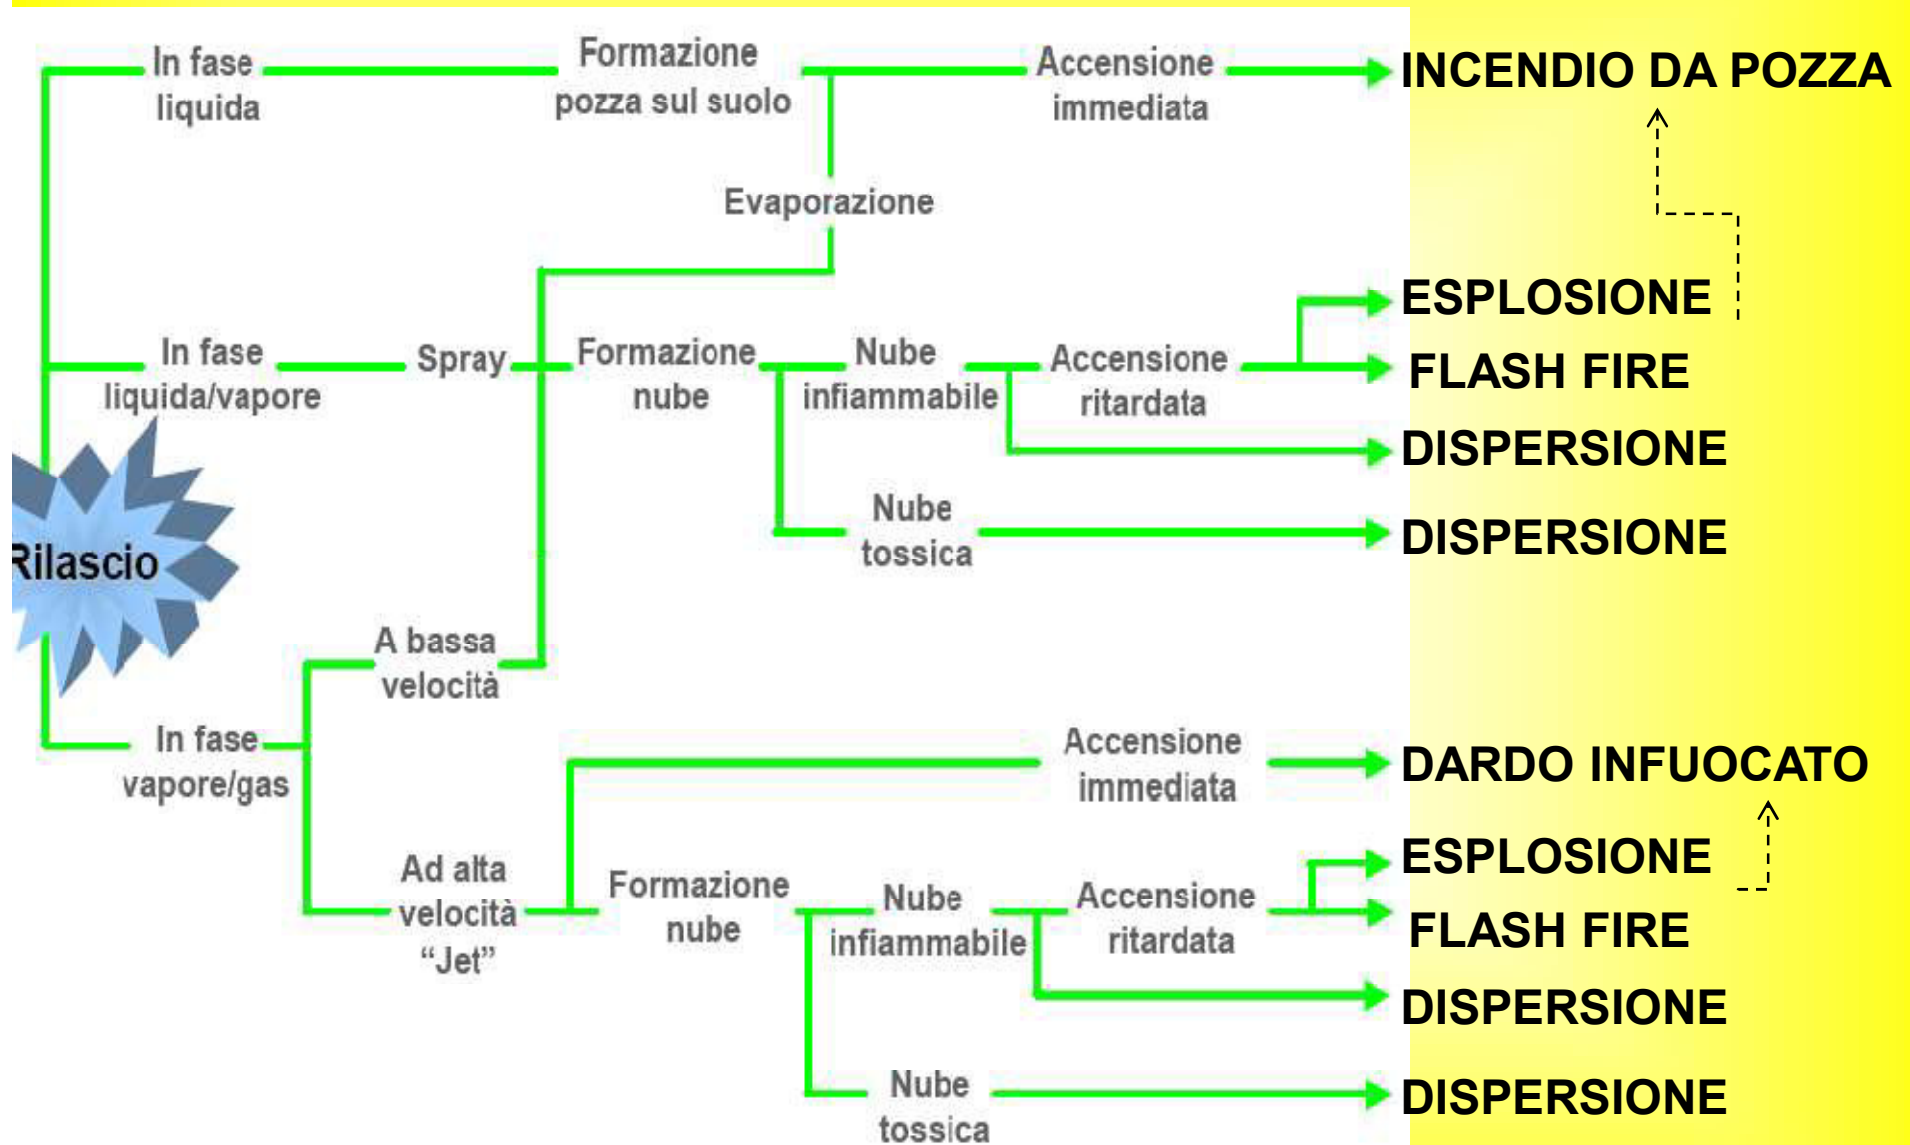 In fase
liquida
Formazione
pozza sul suolo
Accensione
immediata
INCENDIO DA POZZA
Evaporazione
In fase
liquida/vapore
Spray
Formazione
nube
Nube
infiammabile
Accensione
ritardata
ESPLOSIONE
FLASH FIRE
DISPERSIONE
Nube
tossica
DISPERSIONE
Rilascio
A bassa
velocità
In fase
vapore/gas
Accensione
immediata
DARDO INFUOCATO
Ad alta
velocità
“Jet”
Formazione
nube
Nube
infiammabile
Accensione
ritardata
ESPLOSIONE
FLASH FIRE
DISPERSIONE
Nube
tossica
DISPERSIONE